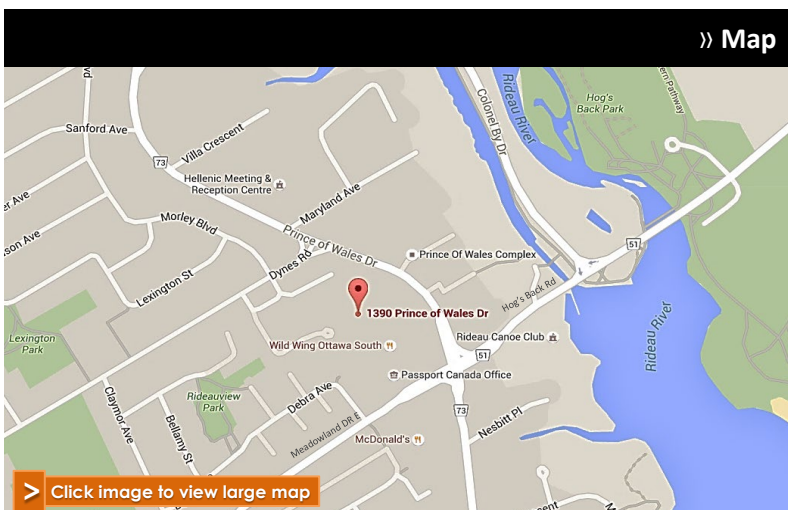 » Map
Hog's
Back Park
Rideau River
Colonel By Dr
Sanford Ave
Villa Crescent
73
Hellenic Meeting &
Reception Centre
Maryland Ave
Morley Blvd
Prince of Wales Dr
Dynes Rd
Prince Of Wales Complex
51
Lexington St
Hog's Back Rd
1390 Prince of Wales Dr
Rideau River
Lexington
Park
Wild Wing Ottawa South
Rideau Canoe Club
51
Passport Canada Office
Rideauview
Park
Debra Ave
Claymor Ave
Bellamy St
Meadowland DR E
73
Nesbitt Pl
McDonald's
> Click image to view large map